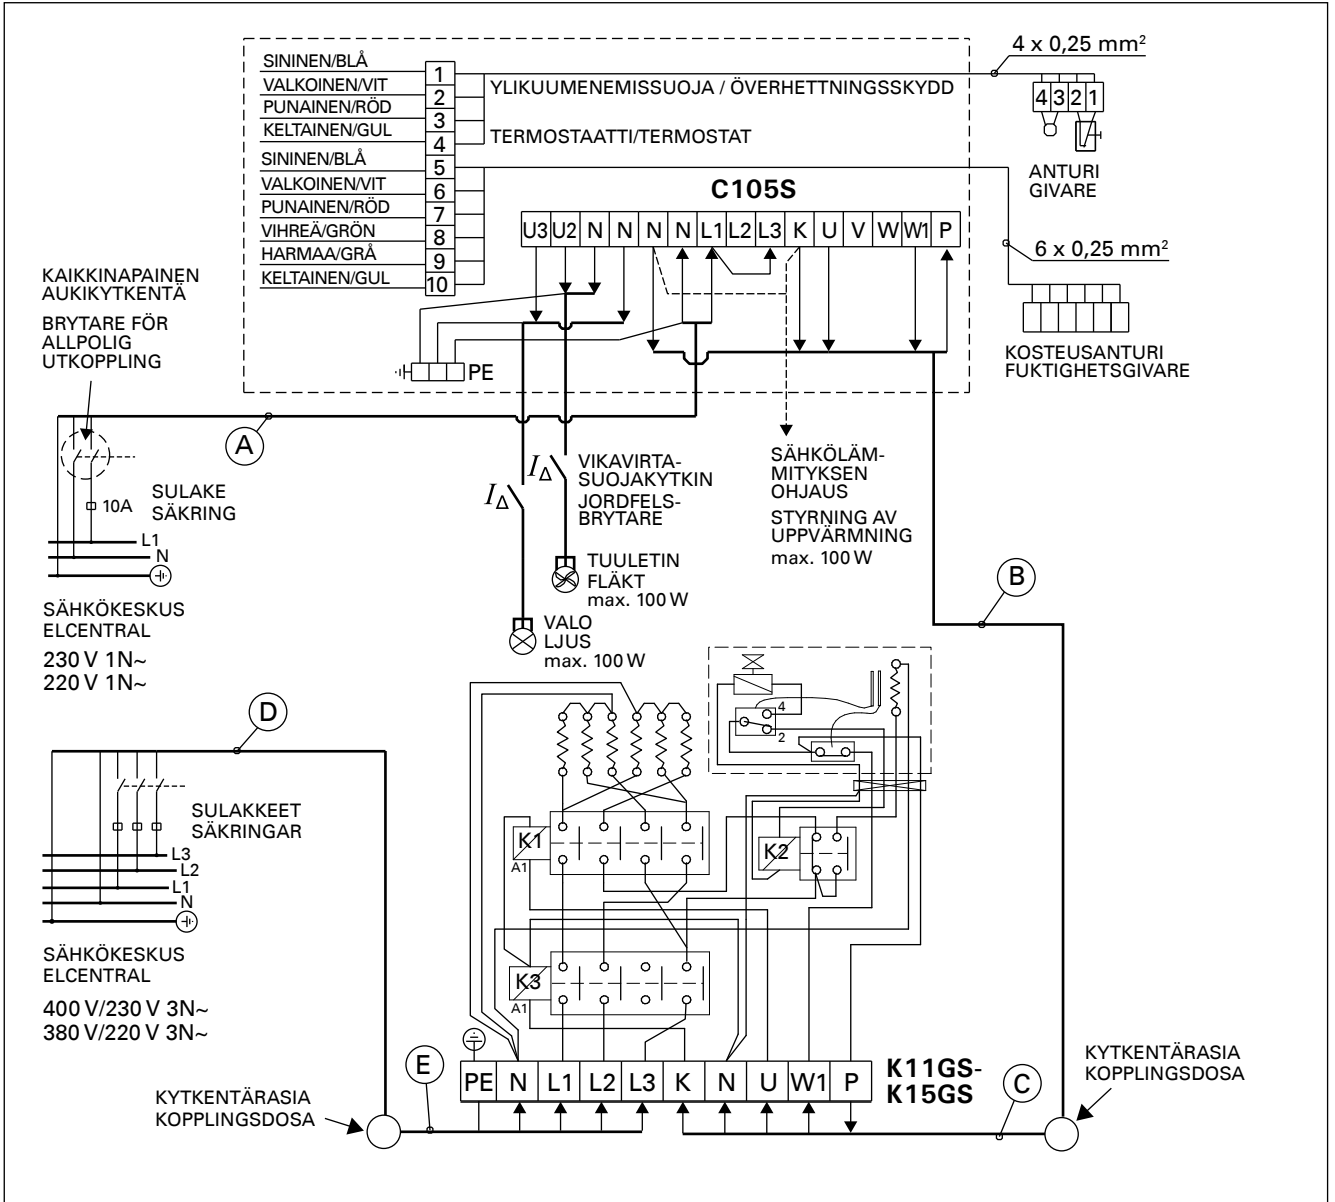 SININEN/BLÅ
VALKOINEN/VIT
PUNAINEN/RÖD
KELTAINEN/GUL
SININEN/BLÅ
VALKOINEN/VIT
PUNAINEN/RÖD
VIHREÄ/GRÖN
HARMAA/GRÅ
KELTAINEN/GUL
1
2
3
4
5
6
7
8
9
10
YLIKUUMENEMISSUOJA / ÖVERHETTNINGSSKYDD
TERMOSTAATTI/TERMOSTAT
4 x 0,25 mm²
4 3 2 1
ANTURI
GIVARE
C105S
U3 U2 N N N N L1 L2 L3 K U V W W1 P
6 x 0,25 mm²
KOSTEUSANTURI
FUKTIGHETSGIVARE
KAIKKINAPAINEN
AUKIKYTKENTÄ
BRYTARE FÖR
ALLPOLIG
UTKOPPLING
PE
A
10A
SULAKE
SÄKRING
L1
N
SÄHKÖKESKUS
ELCENTRAL
230 V 1N~
220 V 1N~
I∆
I∆
VIKAVIRTA-
SUOJAKYTKIN
JORDFELS-
BRYTARE
TUULETIN
FLÄKT
max. 100 W
VALO
LJUS
max. 100 W
SÄHKÖLÄM-
MITYKSEN
OHJAUS
STYRNING AV
UPPVÄRMNING
max. 100 W
B
D
SULAKKEET
SÄKRINGAR
L3
L2
L1
N
SÄHKÖKESKUS
ELCENTRAL
400 V/230 V 3N~
380 V/220 V 3N~
4
2
K1
A1
K2
K3
A1
PE N L1 L2 L3 K N U W1 P
K11GS-
K15GS
E
C
KYTKENTÄRASIA
KOPPLINGSDOSA
KYTKENTÄRASIA
KOPPLINGSDOSA